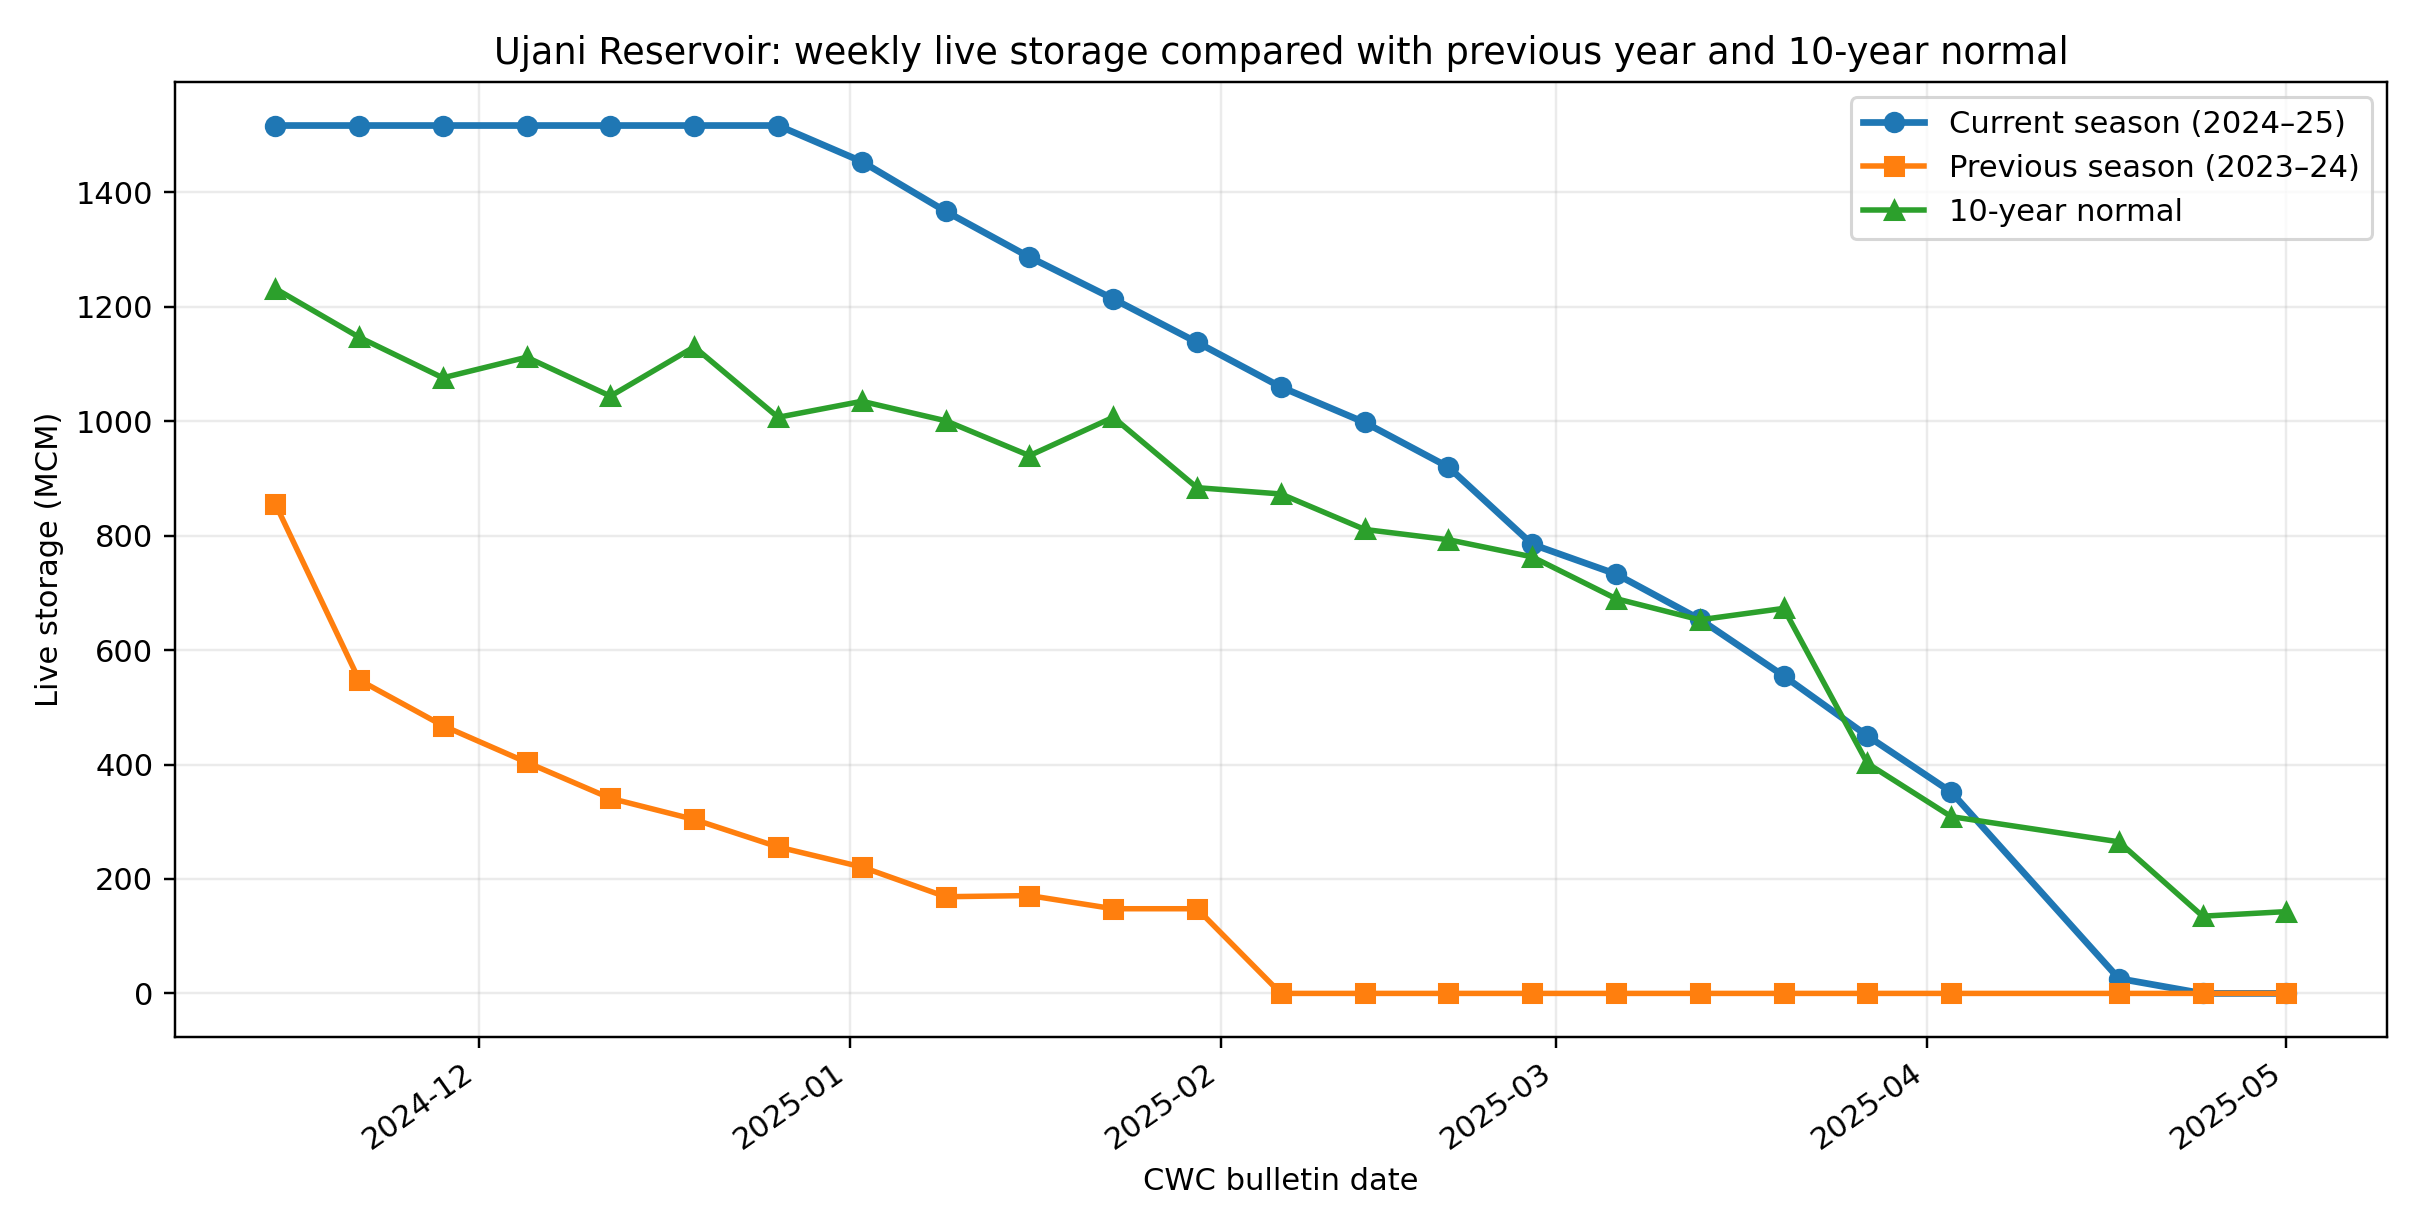 Ujani Reservoir: weekly live storage compared with previous year and 10-year normal
Current season (2024–25)
Previous season (2023–24)
10-year normal
Live storage (MCM)
1400
1200
1000
800
600
400
200
0
2024-12
2025-01
2025-02
2025-03
2025-04
2025-05
CWC bulletin date